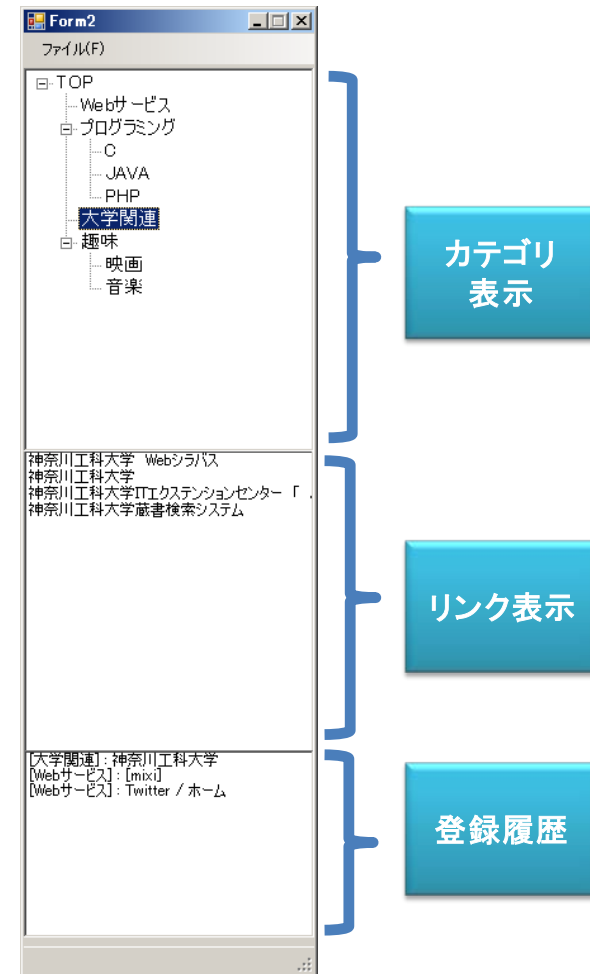 Form2
ファイル(F)
TOP
Webサービス
プログラミング
C
JAVA
PHP
大学関連
趣味
映画
音楽
カテゴリ
表示
神奈川工科大学 Webシラバス
神奈川工科大学
神奈川工科大学ITエクステンションセンター 「 .
神奈川工科大学蔵書検索システム
リンク表示
[大学関連] : 神奈川工科大学
[Webサービス] : [mixi]
[Webサービス] : Twitter / ホーム
登録履歴